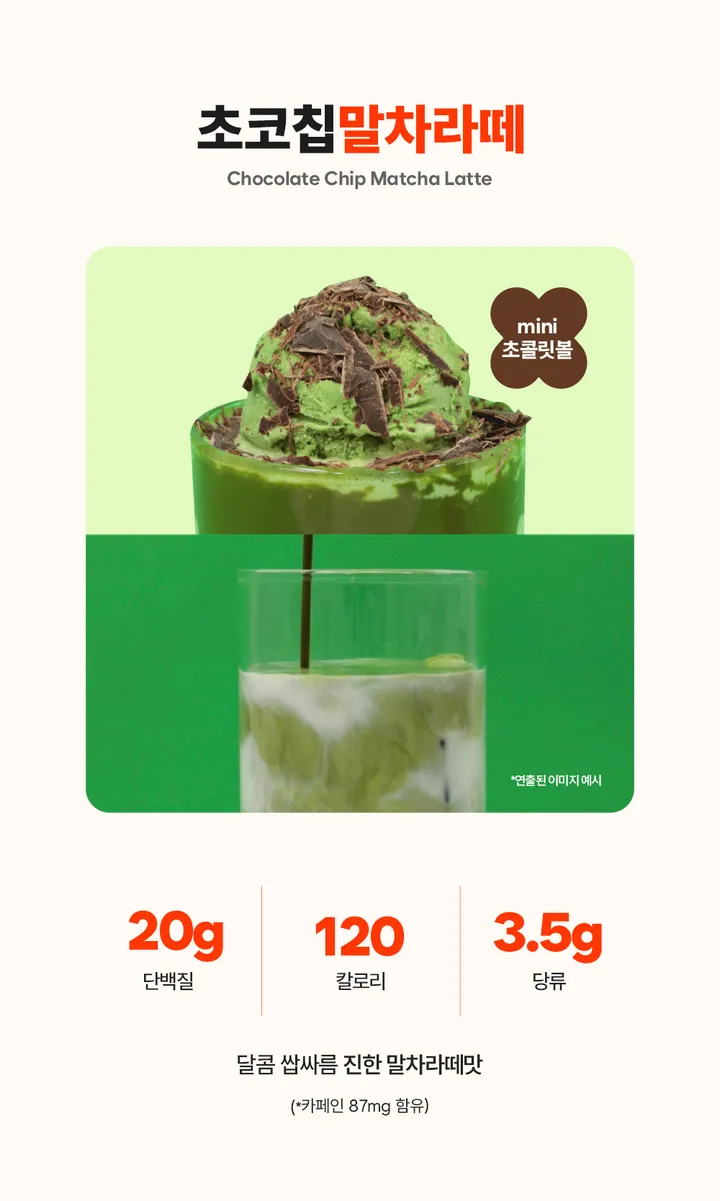 초코칩말차라떼
Chocolate Chip Matcha Latte
mini
초콜릿볼
*연출된 이미지 예시
20g
단백질
120
칼로리
3.5g
당류
달콤 쌉싸름 진한 말차라떼맛
(*카페인 87mg 함유)